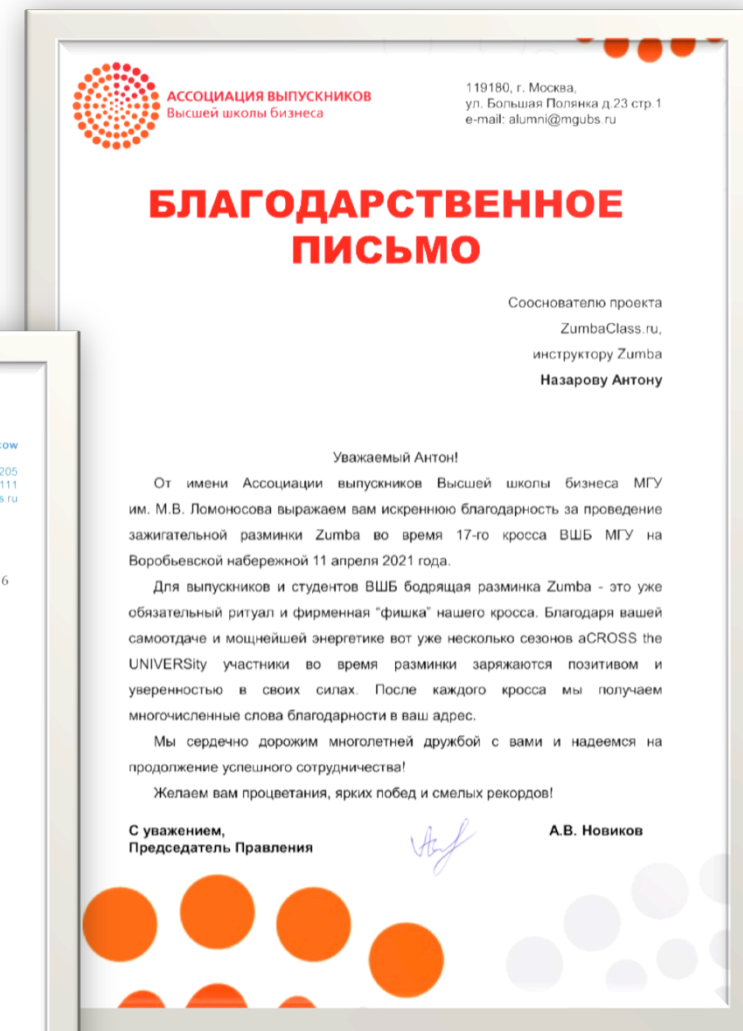 АССОЦИАЦИЯ ВЫПУСКНИКОВ
Высшей школы бизнеса
119180, г. Москва,
ул. Большая Полянка д.23 стр.1
e-mail: alumni@mgubs.ru
БЛАГОДАРСТВЕННОЕ
ПИСЬМО
Сооснователю проекта
ZumbaClass.ru,
инструктору Zumba
Назарову Антону
Уважаемый Антон!
От имени Ассоциации выпускников Высшей школы бизнеса МГУ
им. М.В. Ломоносова выражаем вам искреннюю благодарность за проведение
зажигательной разминки Zumba во время 17-го кросса ВШБ МГУ на
Воробьевской набережной 11 апреля 2021 года.
Для выпускников и студентов ВШБ бодрящая разминка Zumba - это уже
обязательный ритуал и фирменная "фишка" нашего кросса. Благодаря вашей
самоотдаче и мощнейшей энергетике вот уже несколько сезонов aCROSS the
UNIVERSity участники во время разминки заряжаются позитивом и
уверенностью в своих силах. После каждого кросса мы получаем
многочисленные слова благодарности в ваш адрес.
Мы сердечно дорожим многолетней дружбой с вами и надеемся на
продолжение успешного сотрудничества!
Желаем вам процветания, ярких побед и смелых рекордов!
С уважением,
Председатель Правления
А.В. Новиков
cow
205
111
s.ru
6